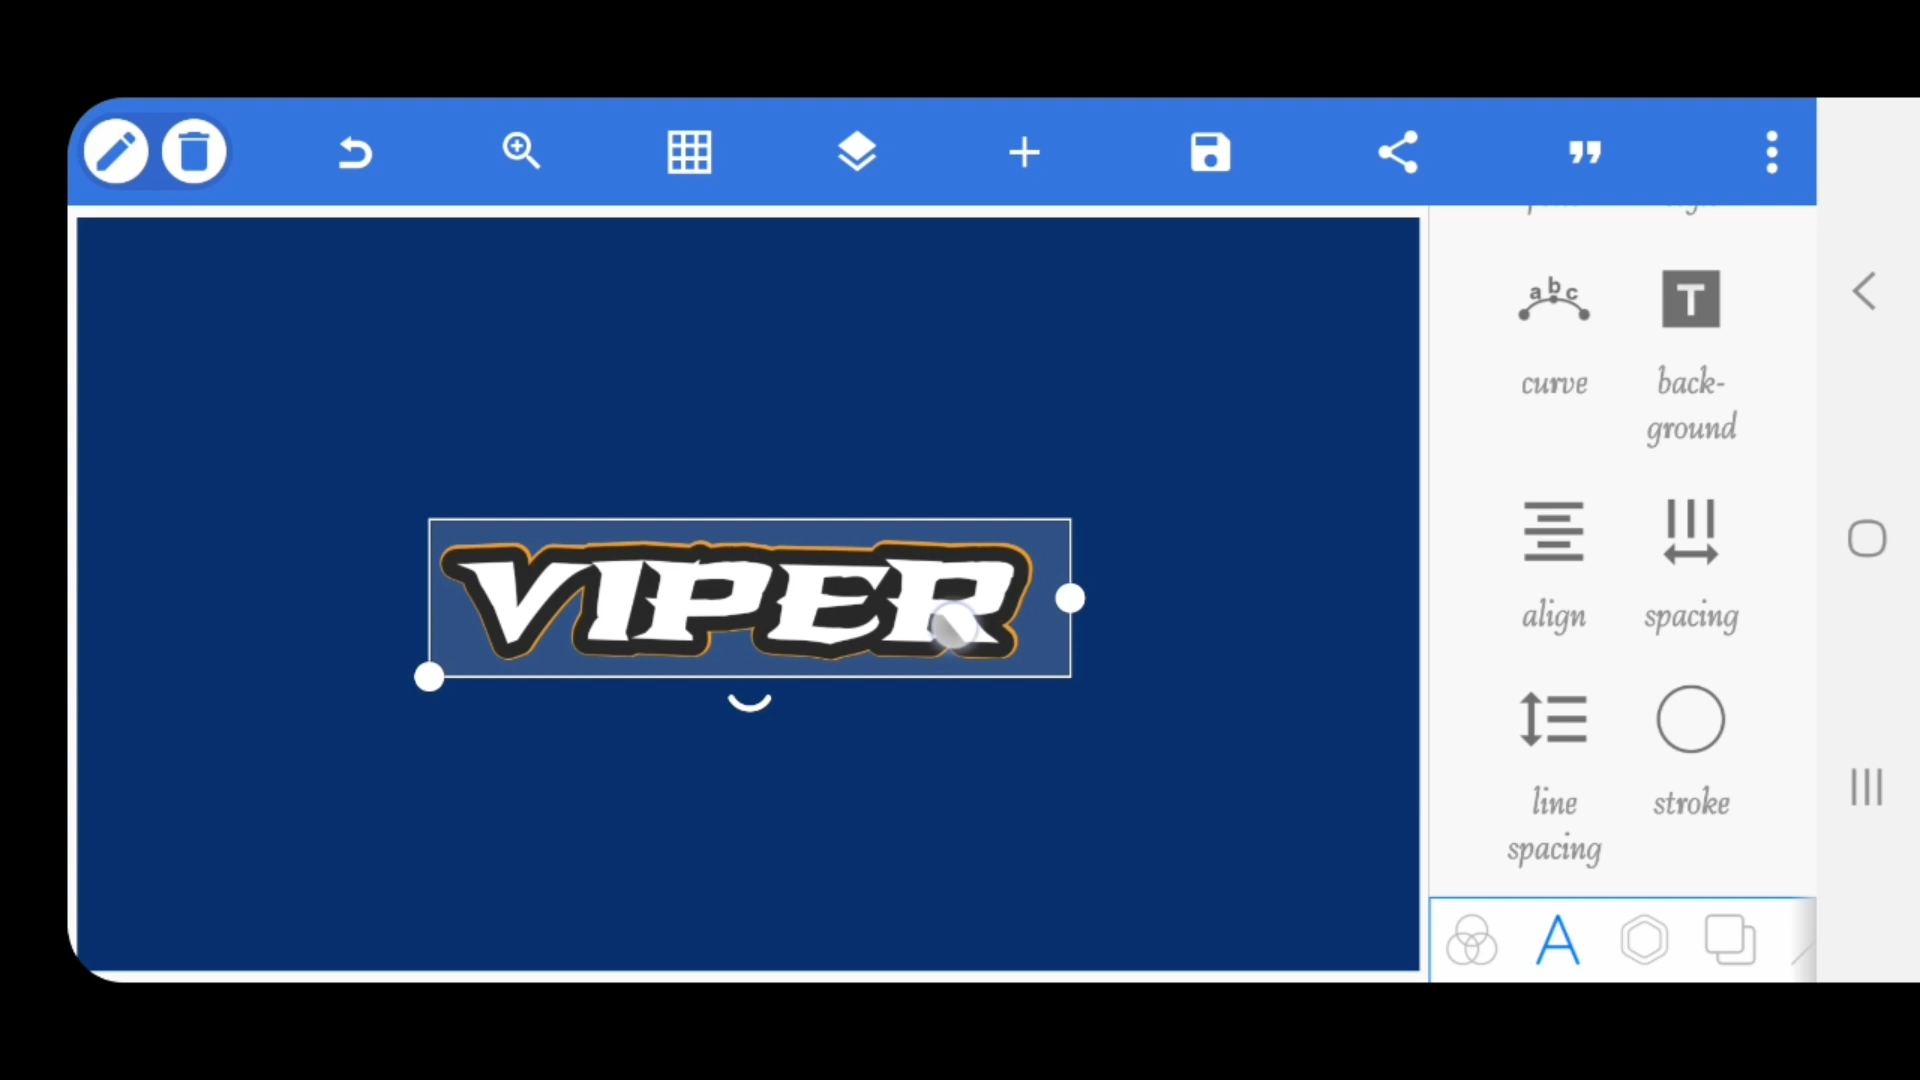 a b c
T
curve
back-
ground
VIPER
align
spacing
line
spacing
stroke
A